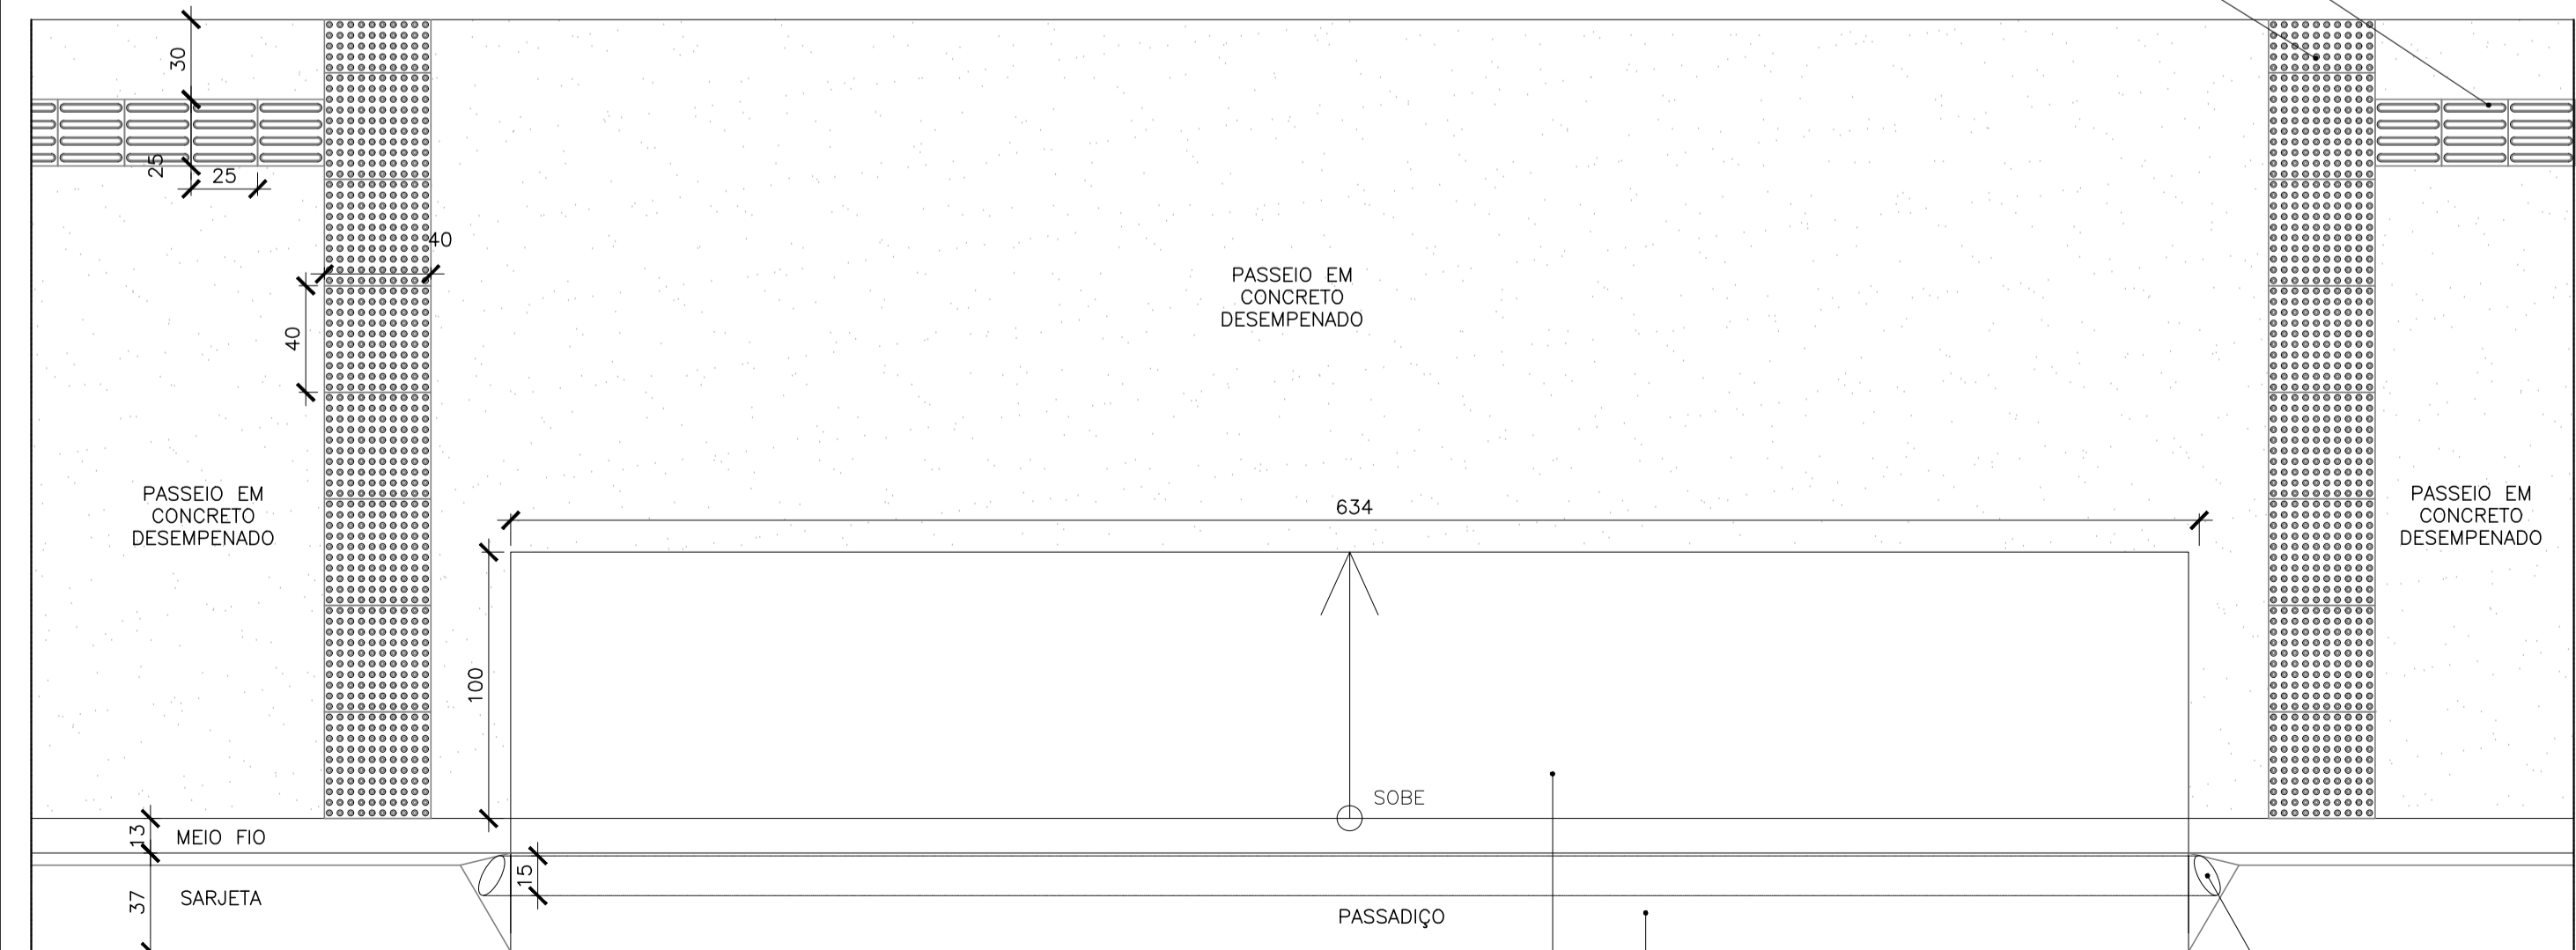 30
25
25
40
40
PASSEIO EM
CONCRETO
DESEMPENADO
PASSEIO EM
CONCRETO
DESEMPENADO
PASSEIO EM
CONCRETO
DESEMPENADO
634
100
SOBE
13
MEIO FIO
15
37
SARJETA
PASSADIÇO